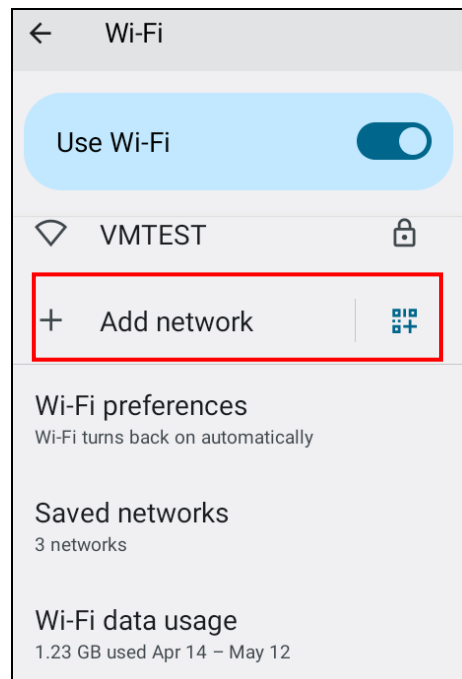 Wi-Fi
Use Wi-Fi
VMTEST
Add network
Wi-Fi preferences
Wi-Fi turns back on automatically
Saved networks
3 networks
Wi-Fi data usage
1.23 GB used Apr 14 – May 12